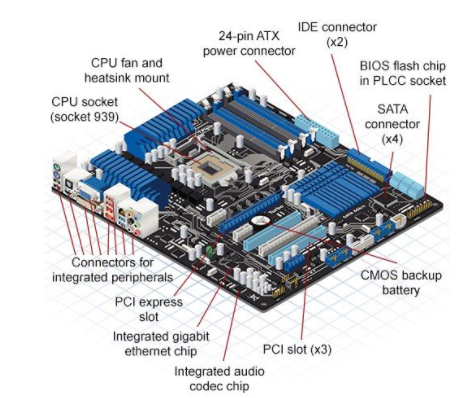 24-pin ATX
power connector
IDE connector
(x2)
CPU fan and
heatsink mount
BIOS flash chip
in PLCC socket
CPU socket
(socket 939)
SATA
connector
(x4)
Connectors for
integrated peripherals
CMOS backup
battery
PCI express
slot
Integrated gigabit
ethernet chip
PCI slot (x3)
Integrated audio
codec chip